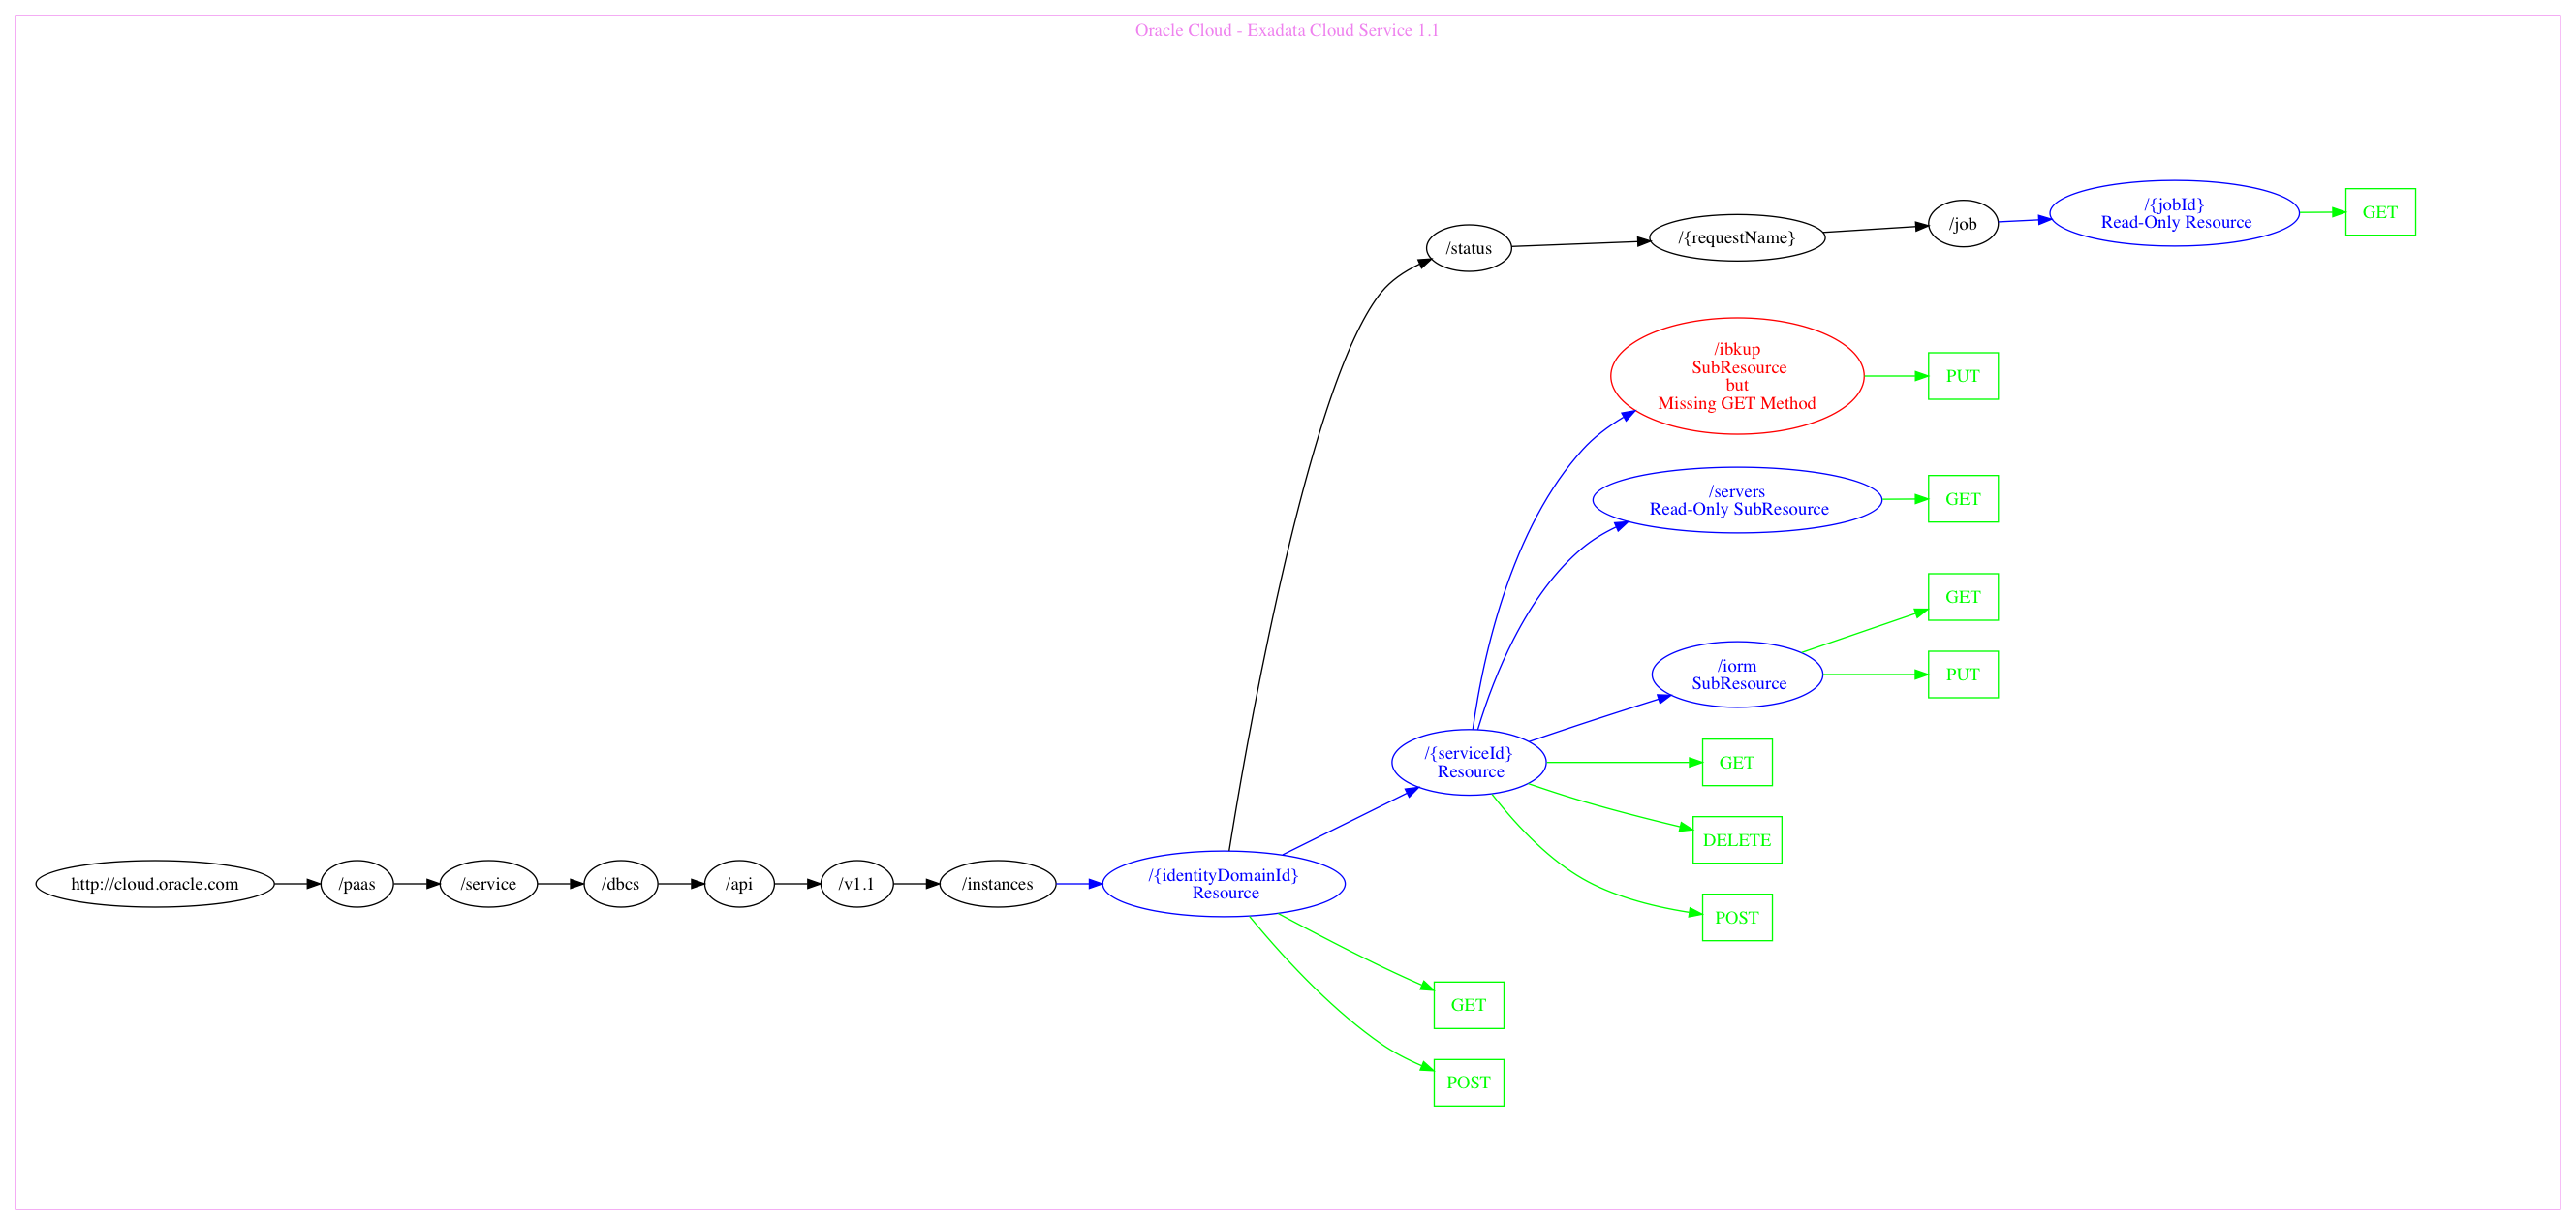 Oracle Cloud - Exadata Cloud Service 1.1
/{jobId}
Read-Only Resource
GET
/job
/{requestName}
/status
/ibkup
SubResource
but
Missing GET Method
PUT
/servers
Read-Only SubResource
GET
GET
/iorm
SubResource
PUT
/{serviceId}
Resource
GET
DELETE
POST
http://cloud.oracle.com
/paas
/service
/dbcs
/api
/v1.1
/instances
/{identityDomainId}
Resource
GET
POST